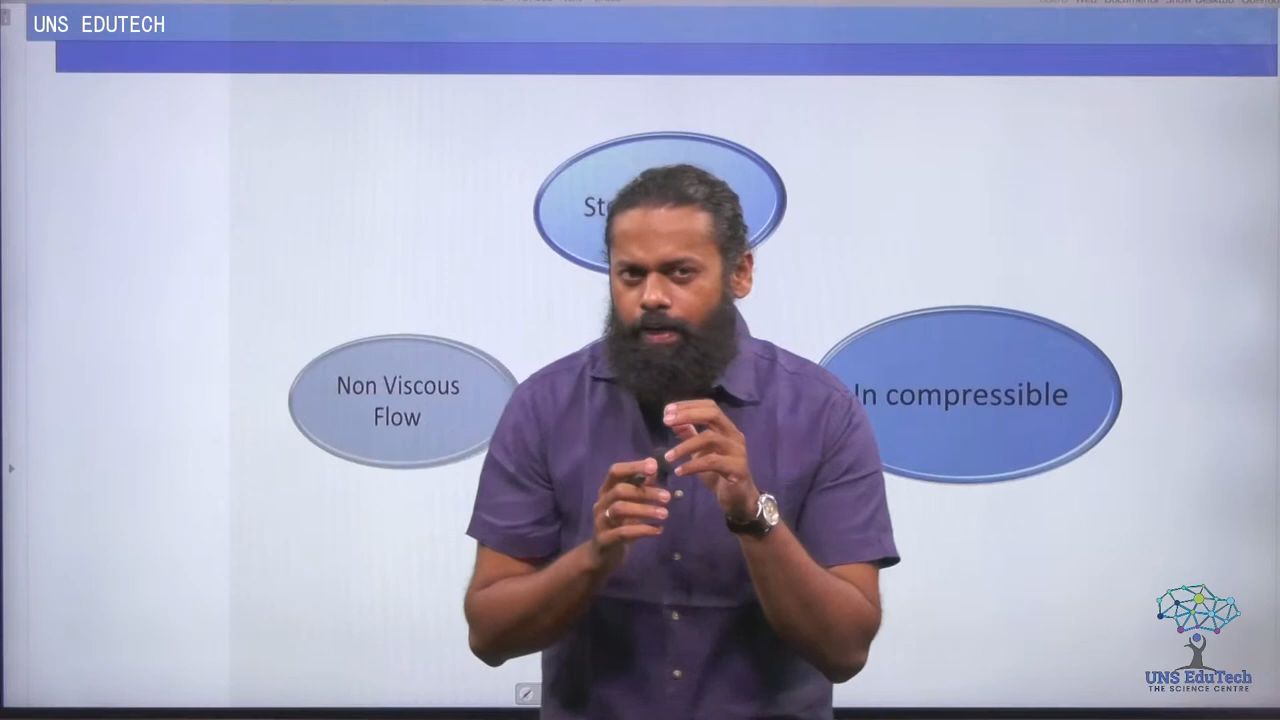 UNS EDUTECH
Non Viscous
Flow
In compressible
UNS EduTech
THE SCIENCE CENTRE